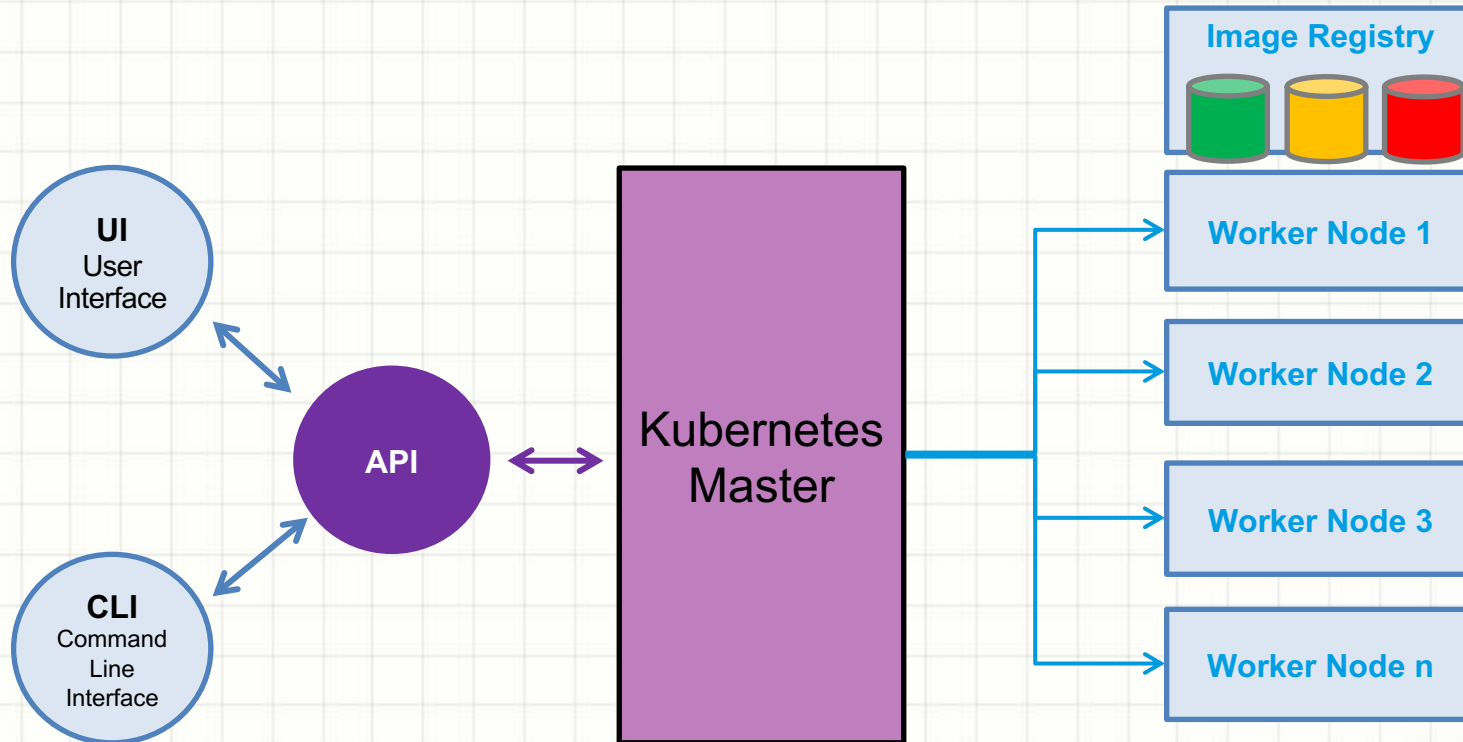 Image Registry
UI
User
Interface
Worker Node 1
Worker Node 2
API
Kubernetes
Master
Worker Node 3
CLI
Command
Line
Interface
Worker Node n